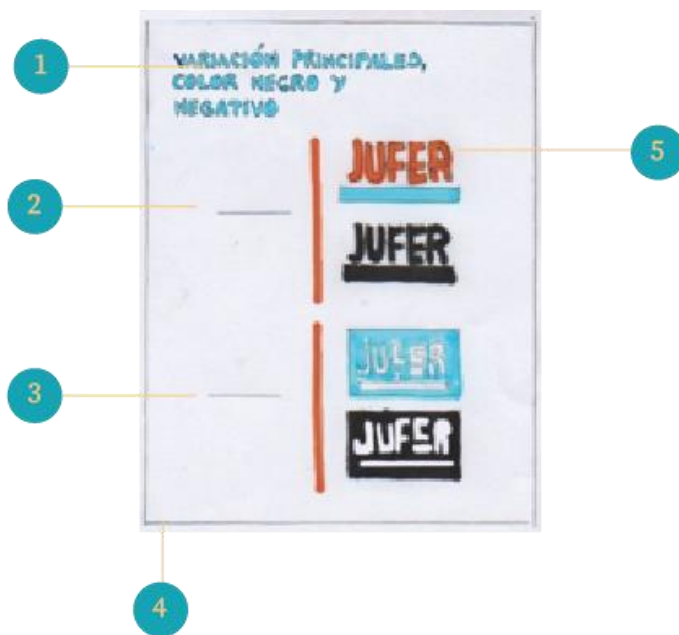 1
VARIACIÓN PRINCIPALES,
COLOR NEGRO Y
NEGATIVO
JUFER
5
2
JUFER
JUFER
3
JUFER
4